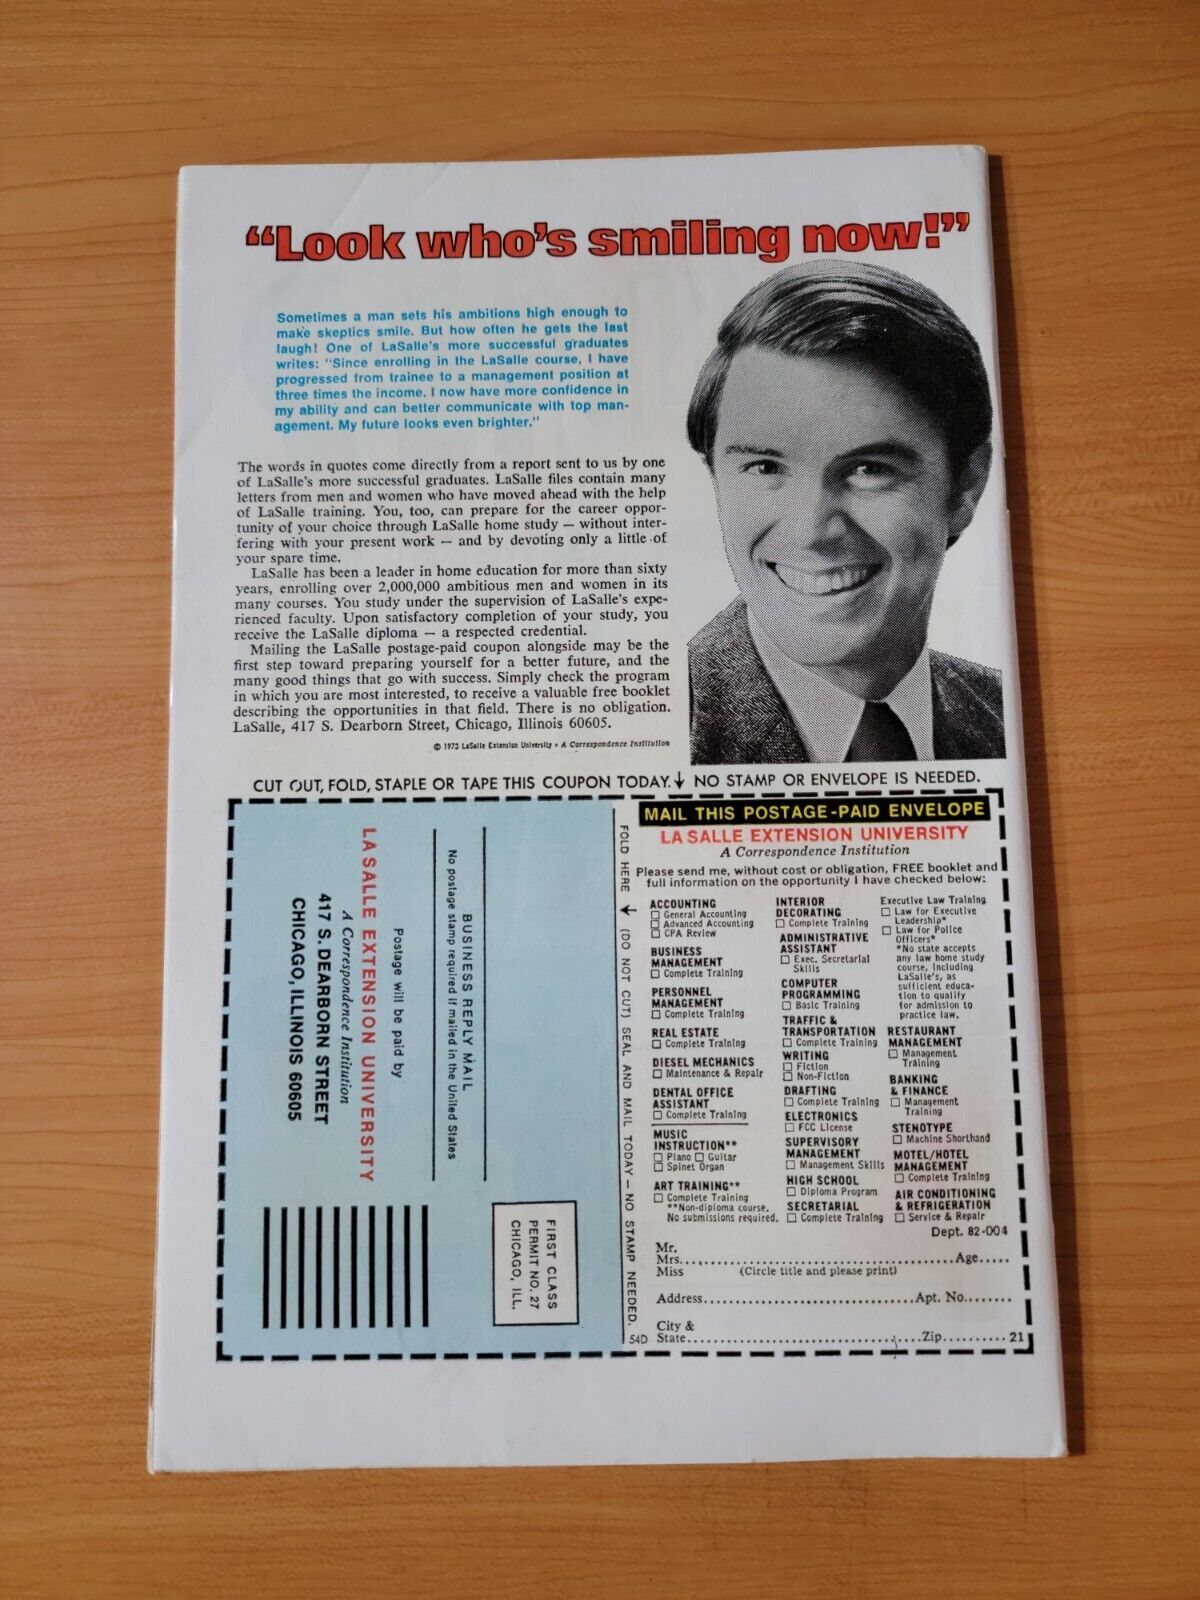 “Look who’s smiling now!”
Sometimes a man sets his ambitions high enough to
make skeptics smile. But how often he gets the last
laugh! One of LaSalle's more successful graduates
writes: "Since enrolling in the LaSalle course, I have
progressed from trainee to a management position at
three times the income. I now have more confidence in
my ability and can better communicate with top man-
agement. My future looks even brighter."
The words in quotes come directly from a report sent to us by one
of LaSalle's more successful graduates. LaSalle files contain many
letters from men and women who have moved ahead with the help
of LaSalle training. You, too, can prepare for the career oppor-
tunity of your choice through LaSalle home study — without inter-
fering with your present work — and by devoting only a little of
your spare time.
LaSalle has been a leader in home education for more than sixty
years, enrolling over 2,000,000 ambitious men and women in its
many courses. You study under the supervision of LaSalle's expe-
rienced faculty. Upon satisfactory completion of your study, you
receive the LaSalle diploma — a respected credential.
Mailing the LaSalle postage-paid coupon alongside may be the
first step toward preparing yourself for a better future, and the
many good things that go with success. Simply check the program
in which you are most interested, to receive a valuable free booklet
describing the opportunities in that field. There is no obligation.
LaSalle, 417 S. Dearborn Street, Chicago, Illinois 60605.
© 1973 LaSalle Extension University • A Correspondence Institution
CUT OUT, FOLD, STAPLE OR TAPE THIS COUPON TODAY. ↓ NO STAMP OR ENVELOPE IS NEEDED.
BUSINESS REPLY MAIL
No postage stamp required if mailed in the United States
Postage will be paid by
LA SALLE EXTENSION UNIVERSITY
A Correspondence Institution
417 S. DEARBORN STREET
CHICAGO, ILLINOIS 60605
FIRST CLASS
PERMIT NO. 27
CHICAGO, ILL.
FOLD HERE → (DO NOT CUT) SEAL AND MAIL TODAY — NO STAMP NEEDED.
MAIL THIS POSTAGE-PAID ENVELOPE
LA SALLE EXTENSION UNIVERSITY
A Correspondence Institution
Please send me, without cost or obligation, FREE booklet and
full information on the opportunity I have checked below:
ACCOUNTING
☐ General Accounting
☐ Advanced Accounting
☐ CPA Review
BUSINESS
MANAGEMENT
☐ Complete Training
PERSONNEL
MANAGEMENT
☐ Complete Training
REAL ESTATE
☐ Complete Training
DIESEL MECHANICS
☐ Maintenance & Repair
DENTAL OFFICE
ASSISTANT
☐ Complete Training
MUSIC
INSTRUCTION**
☐ Piano ☐ Guitar
☐ Spinet Organ
ART TRAINING**
☐ Complete Training
**Non-diploma course.
No submissions required.
INTERIOR
DECORATING
☐ Complete Training
ADMINISTRATIVE
ASSISTANT
☐ Exec. Secretarial
Skills
COMPUTER
PROGRAMMING
☐ Basic Training
TRAFFIC &
TRANSPORTATION
☐ Complete Training
WRITING
☐ Fiction
☐ Non-Fiction
DRAFTING
☐ Complete Training
ELECTRONICS
☐ FCC License
SUPERVISORY
MANAGEMENT
☐ Management Skills
HIGH SCHOOL
☐ Diploma Program
SECRETARIAL
☐ Complete Training
Executive Law Training
☐ Law for Executive
Leadership*
☐ Law for Police
Officers*
*No state accepts
any law home study
course, including
LaSalle's, as
sufficient educa-
tion to qualify
for admission to
practice law.
RESTAURANT
MANAGEMENT
☐ Management
Training
BANKING
& FINANCE
☐ Management
Training
STENOTYPE
☐ Machine Shorthand
MOTEL/HOTEL
MANAGEMENT
☐ Complete Training
AIR CONDITIONING
& REFRIGERATION
☐ Service & Repair
Dept. 82-004
Mr.
Mrs. Age
Miss (Circle title and please print)
Address Apt. No.
City &
54D State Zip 21